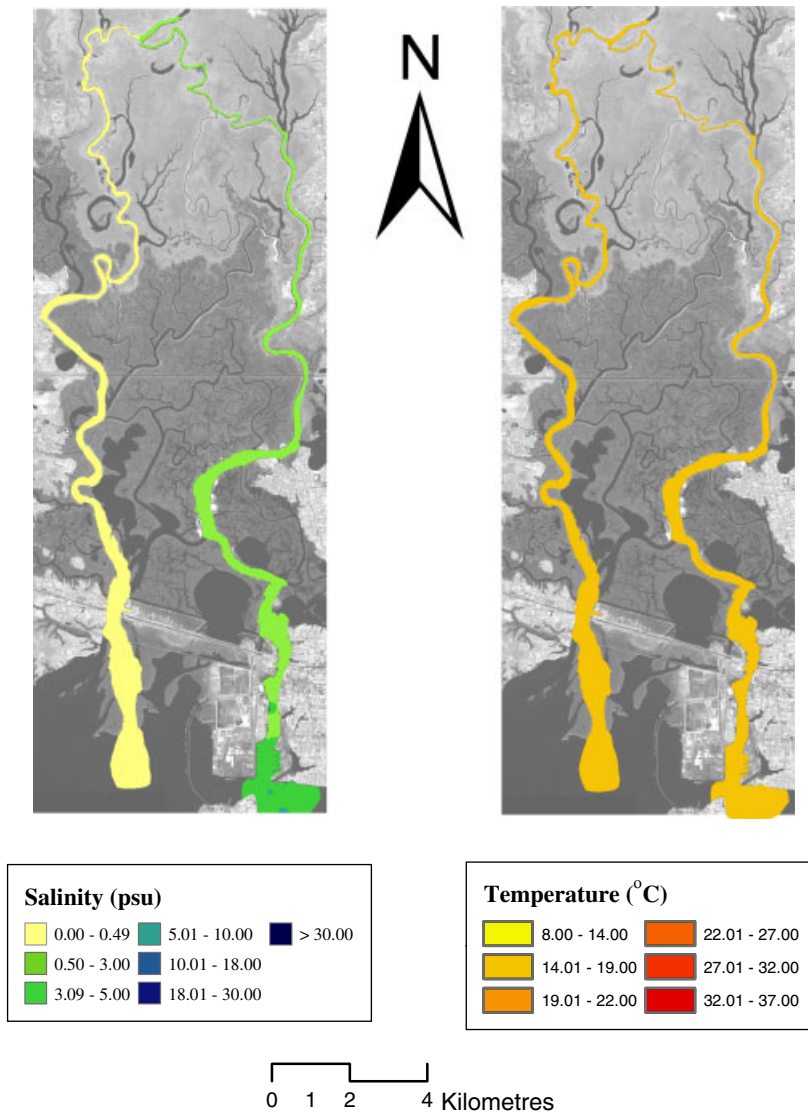 N
Salinity (psu)
0.00 - 0.49
5.01 - 10.00
> 30.00
0.50 - 3.00
10.01 - 18.00
3.09 - 5.00
18.01 - 30.00
Temperature (°C)
8.00 - 14.00
22.01 - 27.00
14.01 - 19.00
27.01 - 32.00
19.01 - 22.00
32.01 - 37.00
0 1 2 4 Kilometres